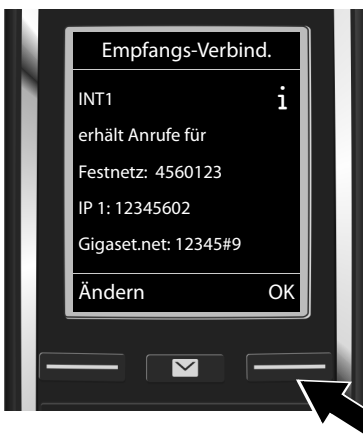 Empfangs-Verbind.
INT1 i
erhält Anrufe für
Festnetz: 4560123
IP 1: 12345602
Gigaset.net: 12345#9
Ändern OK